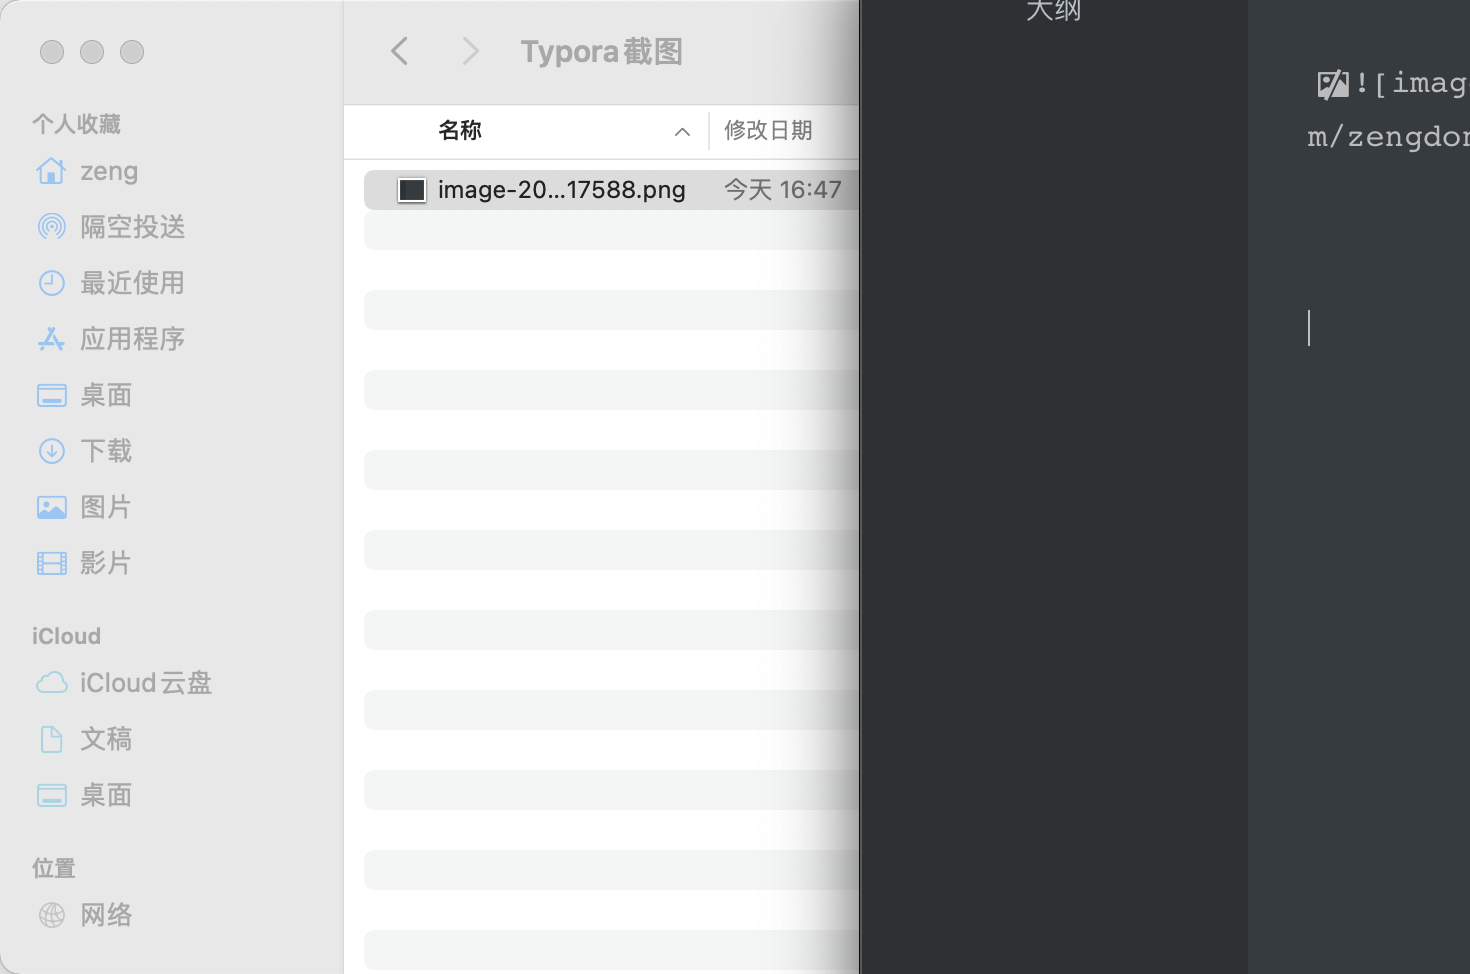 Typora截图
个人收藏
zeng
隔空投送
最近使用
应用程序
桌面
下载
图片
影片
iCloud
iCloud云盘
文稿
桌面
位置
网络
名称 修改日期
image-20...17588.png 今天 16:47
大纲
![imag
m/zengdon